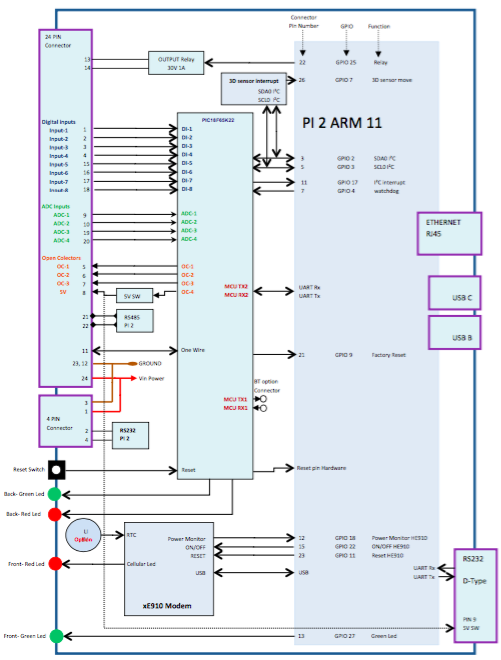 Connector
Pin Number
GPIO
Function
24 PIN
Connector
13
14
OUTPUT Relay
30V 1A
22 GPIO 25 Relay
3D sensor Interrupt
SDA0 I²C
SCL0 I²C
26 GPIO 7 3D sensor move
PIC18F65K22
PI 2 ARM 11
Digital Inputs
Input-1 1 DI-1
Input-2 2 DI-2
Input-3 3 DI-3
Input-4 4 DI-4
Input-5 15 DI-5
Input-6 16 DI-6
Input-7 17 DI-7
Input-8 18 DI-8
3 GPIO 2 SDA0 I²C
5 GPIO 3 SCL0 I²C
11 GPIO 17 I²C interrupt
7 GPIO 4 watchdog
ADC Inputs
ADC-1 9 ADC-1
ADC-2 10 ADC-2
ADC-3 19 ADC-3
ADC-4 20 ADC-4
ETHERNET
RJ45
Open Colectors
OC-1 5 OC-1
OC-2 6 OC-2
OC-3 7 OC-3
5V 8
5V SW
OC-4
MCU TX2
MCU RX2
UART Rx
UART Tx
USB C
USB B
21
22
RS485
PI 2
11 One Wire
21 GPIO 9 Factory Reset
23, 12 GROUND
24 Vin Power
BT option
Connector
MCU TX1
MCU RX1
4 PIN
Connector
3
1
2
4
RS232
PI 2
Reset Switch
Reset
Reset pin Hardware
Back- Green Led
Back- Red Led
LI
RTC
Power Monitor
ON/OFF
RESET
12 GPIO 18 Power Monitor HE910
15 GPIO 22 ON/OFF HE910
23 GPIO 11 Reset HE910
Front- Red Led
Cellular Led
USB
USB
xE910 Modem
RS232
D-Type
UART Rx
UART Tx
PIN 9
5V SW
Front- Green Led
13 GPIO 27 Green Led